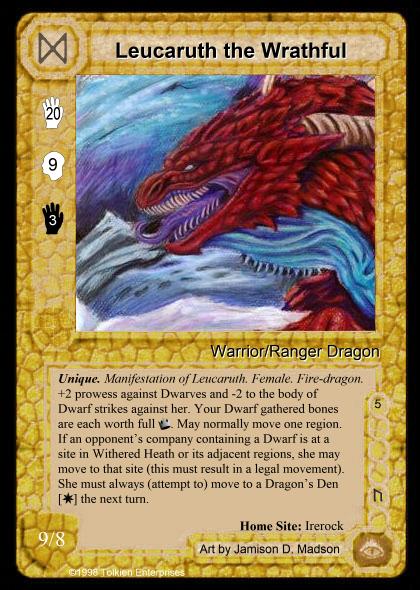 Leucaruth the Wrathful
20
9
3
Warrior/Ranger Dragon
Unique. Manifestation of Leucaruth. Female. Fire-dragon.
+2 prowess against Dwarves and -2 to the body of
Dwarf strikes against her. Your Dwarf gathered bones
are each worth full . May normally move one region.
If an opponent's company containing a Dwarf is at a
site in Withered Heath or its adjacent regions, she may
move to that site (this must result in a legal movement).
She must always (attempt to) move to a Dragon's Den
[✷] the next turn.
5
Home Site: Irerock
9/8
Art by Jamison D. Madson
©1998 Tolkien Enterprises